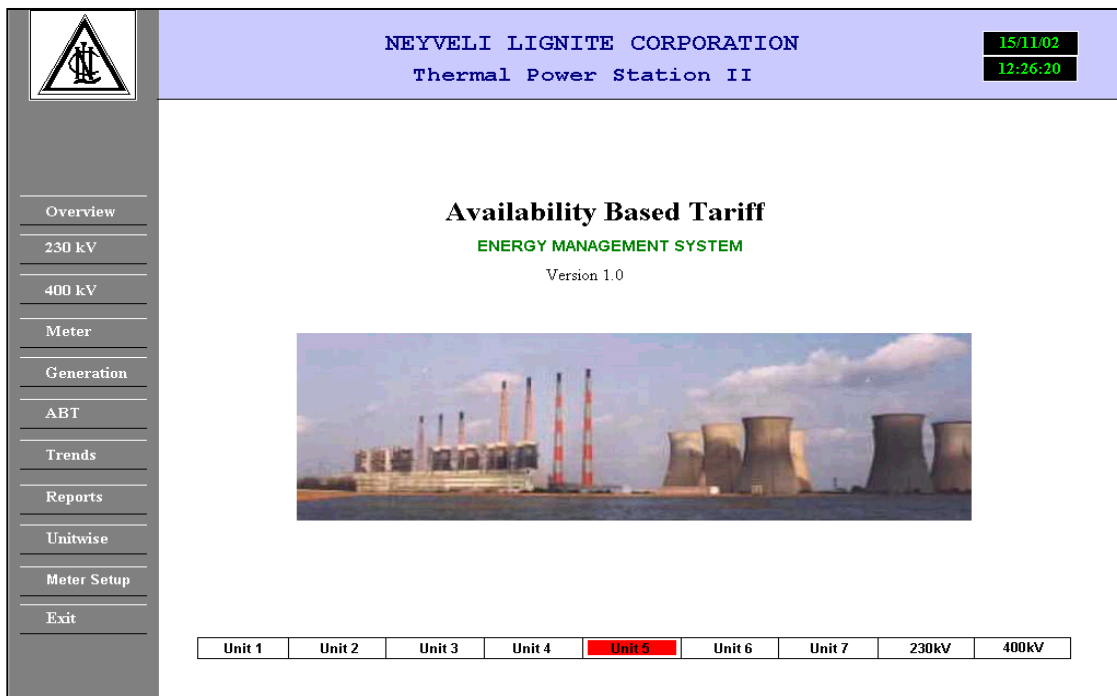 NLC
NEYVELI LIGNITE CORPORATION
Thermal Power Station II
15/11/02
12:26:20
Overview
230 kV
400 kV
Meter
Generation
ABT
Trends
Reports
Unitwise
Meter Setup
Exit
Availability Based Tariff
ENERGY MANAGEMENT SYSTEM
Version 1.0
Unit 1 Unit 2 Unit 3 Unit 4 Unit 5 Unit 6 Unit 7 230kV 400kV